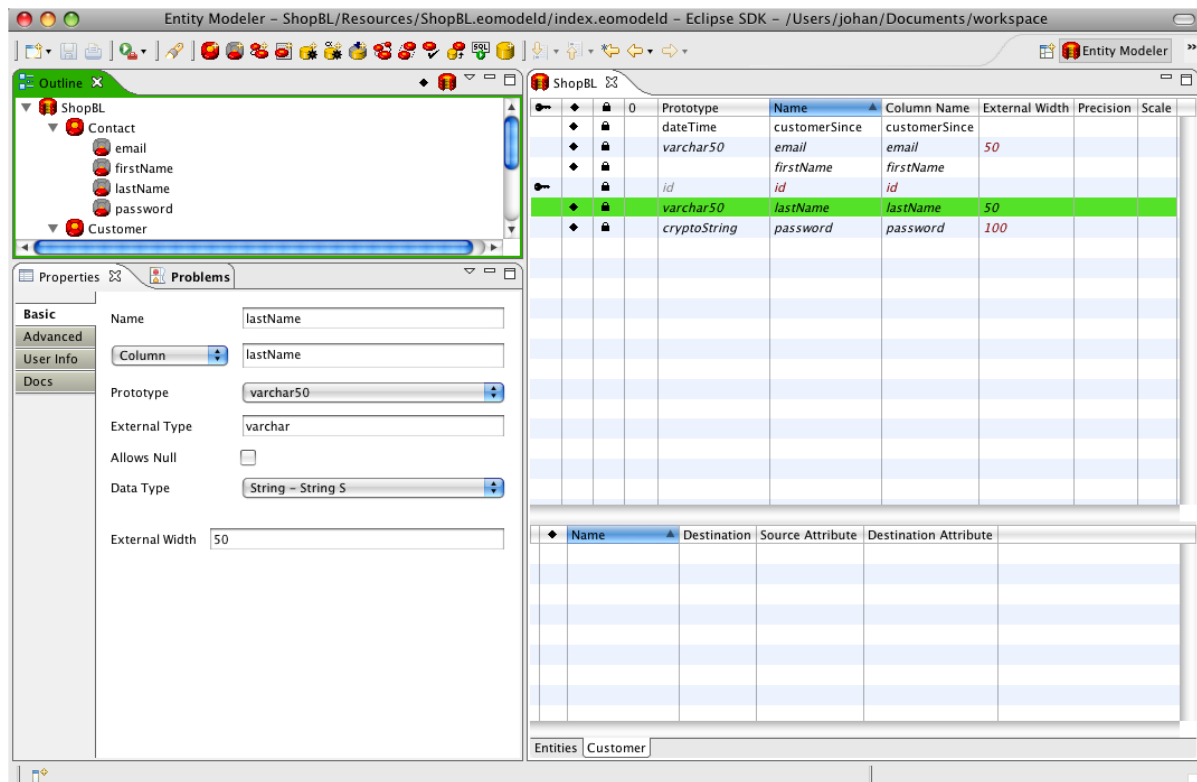 Entity Modeler – ShopBL/Resources/ShopBL.eomodeld/index.eomodeld – Eclipse SDK – /Users/johan/Documents/workspace
SQL
Entity Modeler »
Outline
ShopBL
Contact
email
firstName
lastName
password
Customer
Properties Problems
Basic
Advanced
User Info
Docs
Name lastName
Column lastName
Prototype varchar50
External Type varchar
Allows Null
Data Type String – String S
External Width 50
ShopBL
0 Prototype Name Column Name External Width Precision Scale
dateTime customerSince customerSince
varchar50 email email 50
firstName firstName
id id id
varchar50 lastName lastName 50
cryptoString password password 100
Name Destination Source Attribute Destination Attribute
Entities Customer